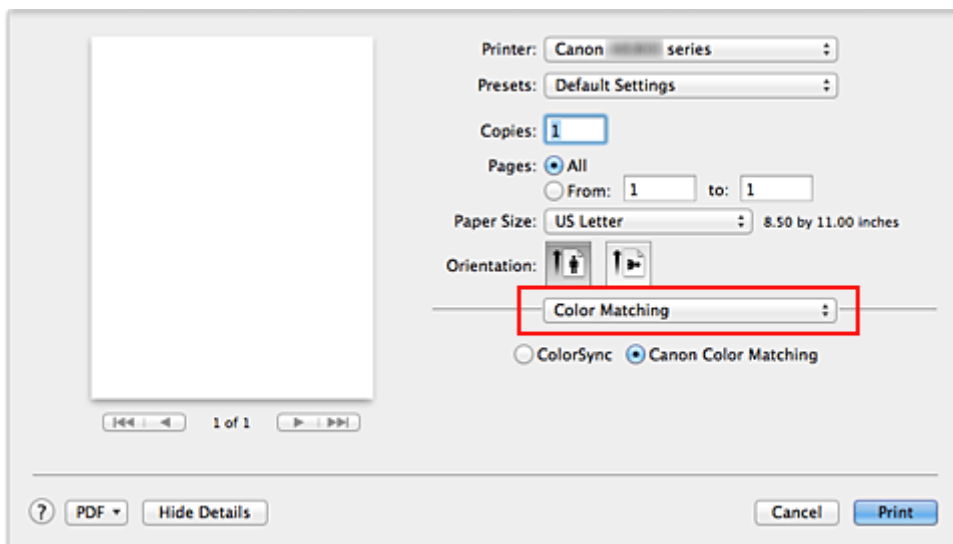 Printer: Canon series
Presets: Default Settings
Copies: 1
Pages: All
From: 1 to: 1
Paper Size: US Letter 8.50 by 11.00 inches
Orientation:
Color Matching
ColorSync Canon Color Matching
1 of 1
? PDF Hide Details Cancel Print